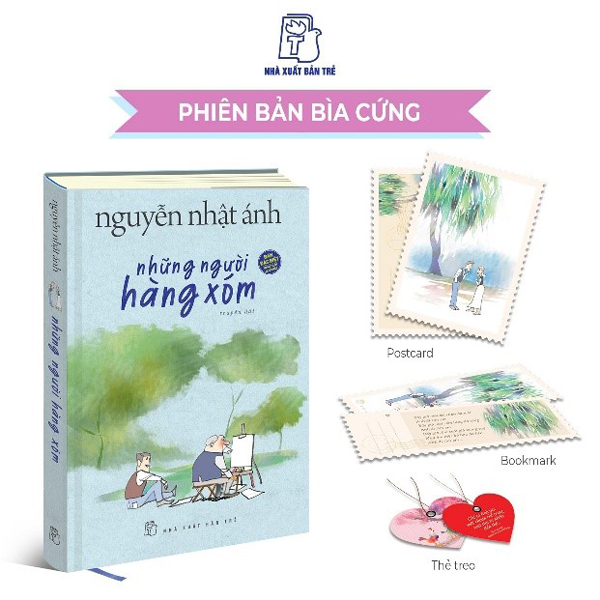 NHÀ XUẤT BẢN TRẺ
PHIÊN BẢN BÌA CỨNG
nguyễn nhật ánh
những người
hàng xóm
truyện dài
NHÀ XUẤT BẢN TRẺ
nguyễn nhật ánh
những người hàng xóm
Postcard
Bookmark
Thẻ treo